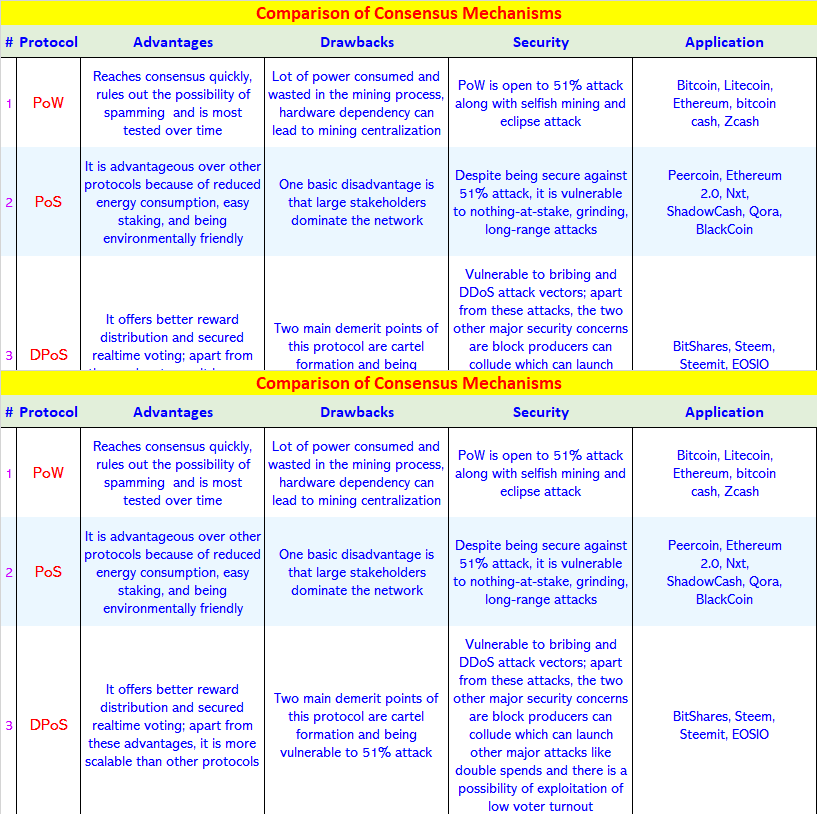 Comparison of Consensus Mechanisms
# Protocol Advantages Drawbacks Security Application
1
PoW
Reaches consensus quickly,
rules out the possibility of
spamming and is most
tested over time
Lot of power consumed and
wasted in the mining process,
hardware dependency can
lead to mining centralization
PoW is open to 51% attack
along with selfish mining and
eclipse attack
Bitcoin, Litecoin,
Ethereum, bitcoin
cash, Zcash
2
PoS
It is advantageous over other
protocols because of reduced
energy consumption, easy
staking, and being
environmentally friendly
One basic disadvantage is
that large stakeholders
dominate the network
Despite being secure against
51% attack, it is vulnerable
to nothing-at-stake, grinding,
long-range attacks
Peercoin, Ethereum
2.0, Nxt,
ShadowCash, Qora,
BlackCoin
3
DPoS
It offers better reward
distribution and secured
realtime voting; apart from
Two main demerit points of
this protocol are cartel
formation and being
Vulnerable to bribing and
DDoS attack vectors; apart
from these attacks, the two
other major security concerns
are block producers can
collude which can launch
BitShares, Steem,
Steemit, EOSIO
Comparison of Consensus Mechanisms
# Protocol Advantages Drawbacks Security Application
1
PoW
Reaches consensus quickly,
rules out the possibility of
spamming and is most
tested over time
Lot of power consumed and
wasted in the mining process,
hardware dependency can
lead to mining centralization
PoW is open to 51% attack
along with selfish mining and
eclipse attack
Bitcoin, Litecoin,
Ethereum, bitcoin
cash, Zcash
2
PoS
It is advantageous over other
protocols because of reduced
energy consumption, easy
staking, and being
environmentally friendly
One basic disadvantage is
that large stakeholders
dominate the network
Despite being secure against
51% attack, it is vulnerable
to nothing-at-stake, grinding,
long-range attacks
Peercoin, Ethereum
2.0, Nxt,
ShadowCash, Qora,
BlackCoin
3
DPoS
It offers better reward
distribution and secured
realtime voting; apart from
these advantages, it is more
scalable than other protocols
Two main demerit points of
this protocol are cartel
formation and being
vulnerable to 51% attack
Vulnerable to bribing and
DDoS attack vectors; apart
from these attacks, the two
other major security concerns
are block producers can
collude which can launch
other major attacks like
double spends and there is a
possibility of exploitation of
low voter turnout
BitShares, Steem,
Steemit, EOSIO